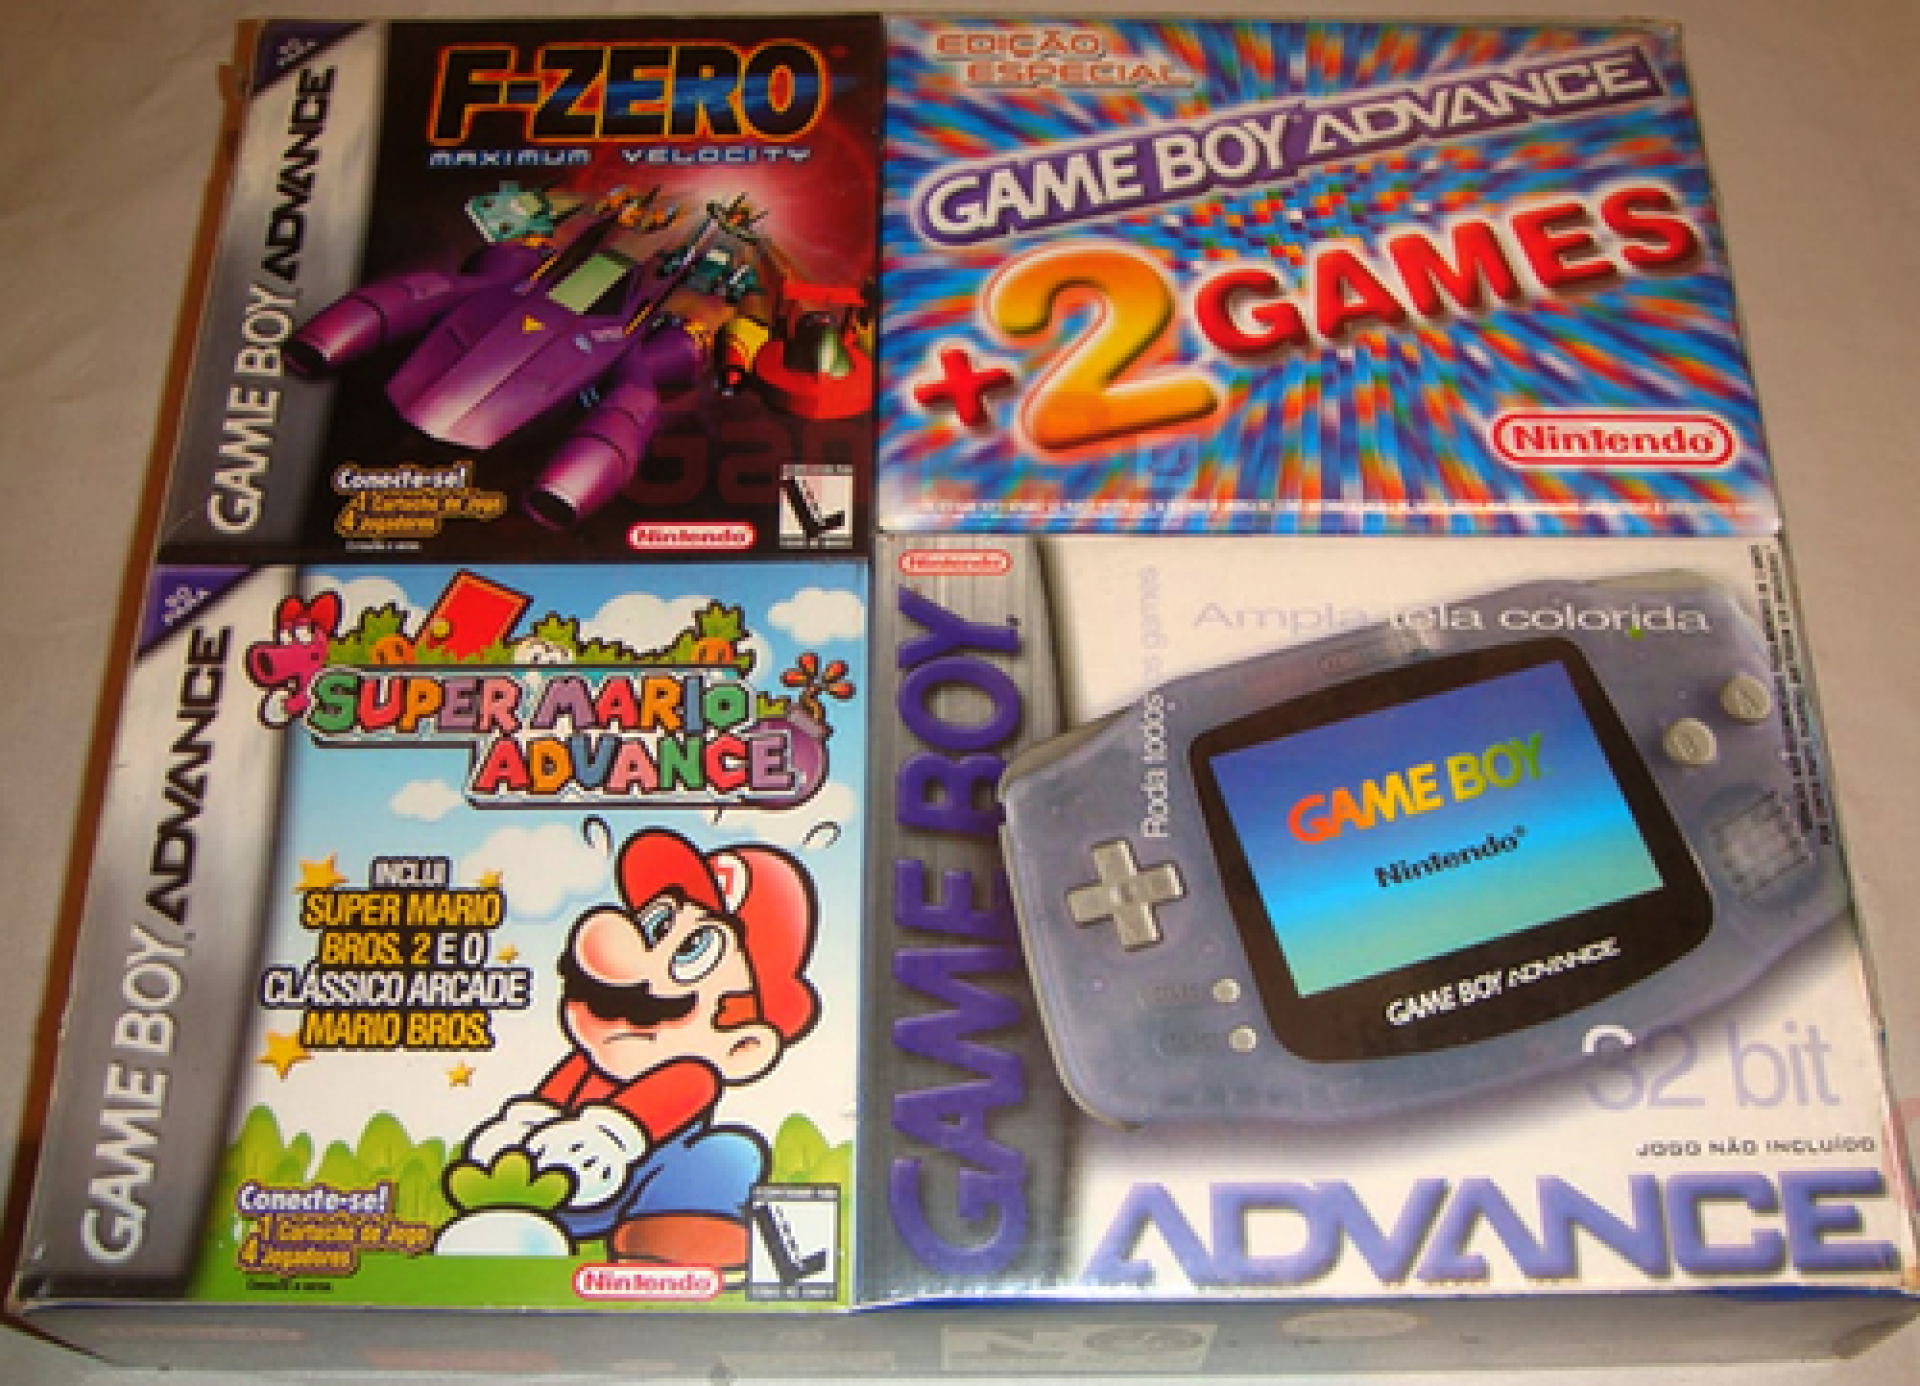 F-ZERO
MAXIMUM VELOCITY
GAME BOY ADVANCE
Conecte-se!
1 Cartucho de Jogo
4 Jogadores
Nintendo
EDIÇÃO
ESPECIAL
GAME BOY ADVANCE
+2 GAMES
Nintendo
GAME BOY ADVANCE
SUPER MARIO
ADVANCE
INCLUI
SUPER MARIO
BROS. 2 E O
CLÁSSICO ARCADE
MARIO BROS.
Conecte-se!
1 Cartucho de Jogo
4 Jogadores
Nintendo
Nintendo
GAME BOY
Ampla tela colorida
Roda todos games
GAME BOY
Nintendo®
GAME BOY ADVANCE
32 bit
JOGO NÃO INCLUÍDO
ADVANCE